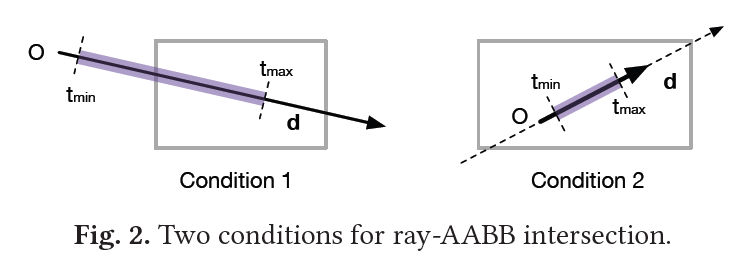 O
tmin
tmax
d
Condition 1
tmin
O
tmax
d
Condition 2
Fig. 2. Two conditions for ray-AABB intersection.